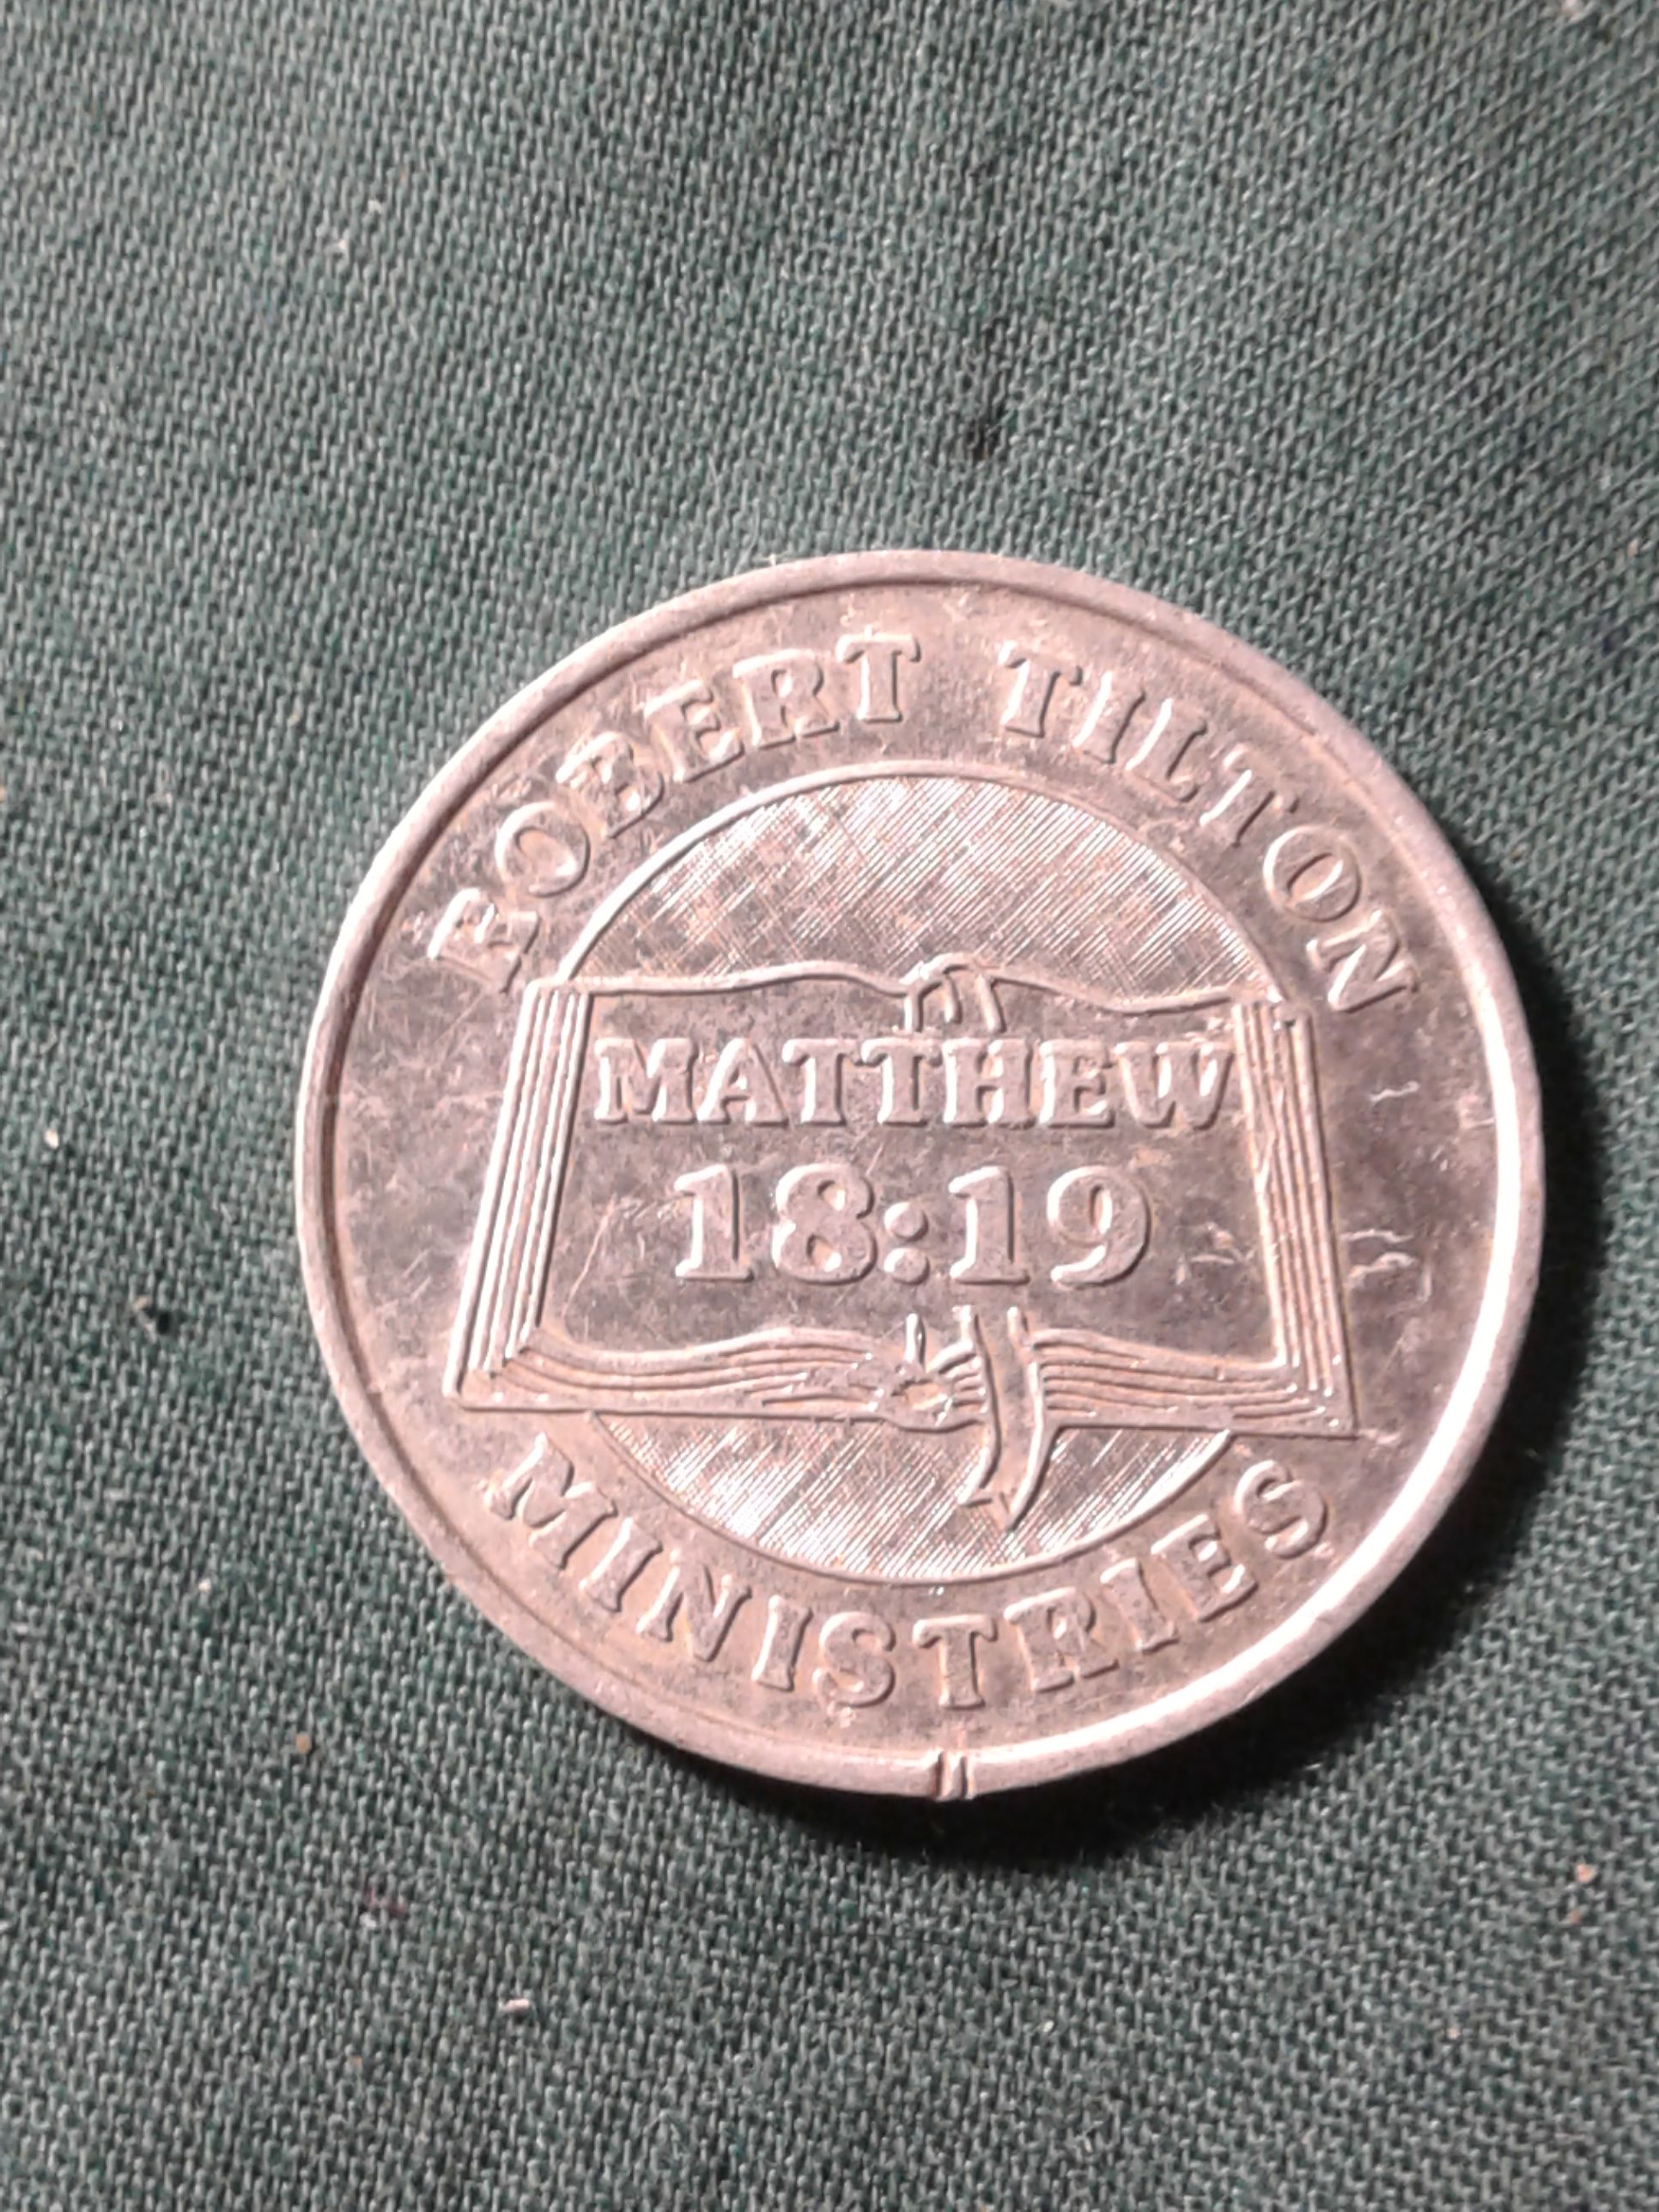 ROBERT TILTON
MATTHEW
18:19
MINISTRIES